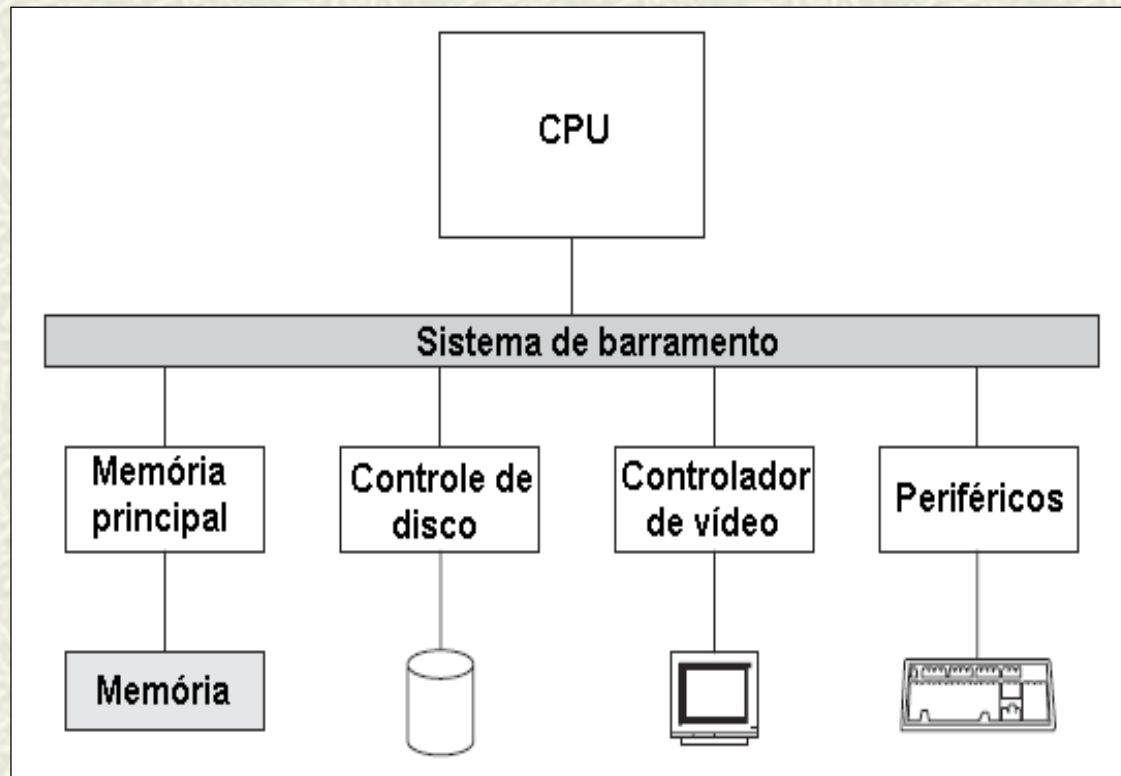 CPU
Sistema de barramento
Memória
principal
Controle de
disco
Controlador
de vídeo
Periféricos
Memória